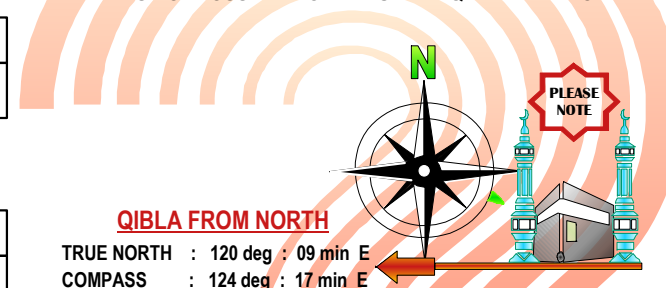 N
PLEASE
NOTE
QIBLA FROM NORTH
TRUE NORTH : 120 deg : 09 min E
COMPASS : 124 deg : 17 min E